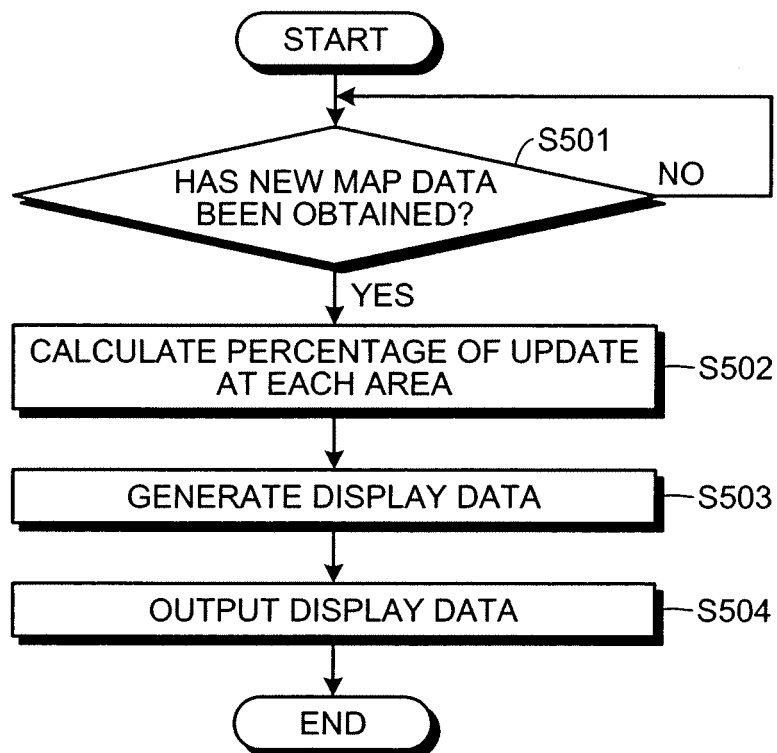 START
S501
HAS NEW MAP DATA
BEEN OBTAINED?
NO
YES
CALCULATE PERCENTAGE OF UPDATE
AT EACH AREA
S502
GENERATE DISPLAY DATA
S503
OUTPUT DISPLAY DATA
S504
END